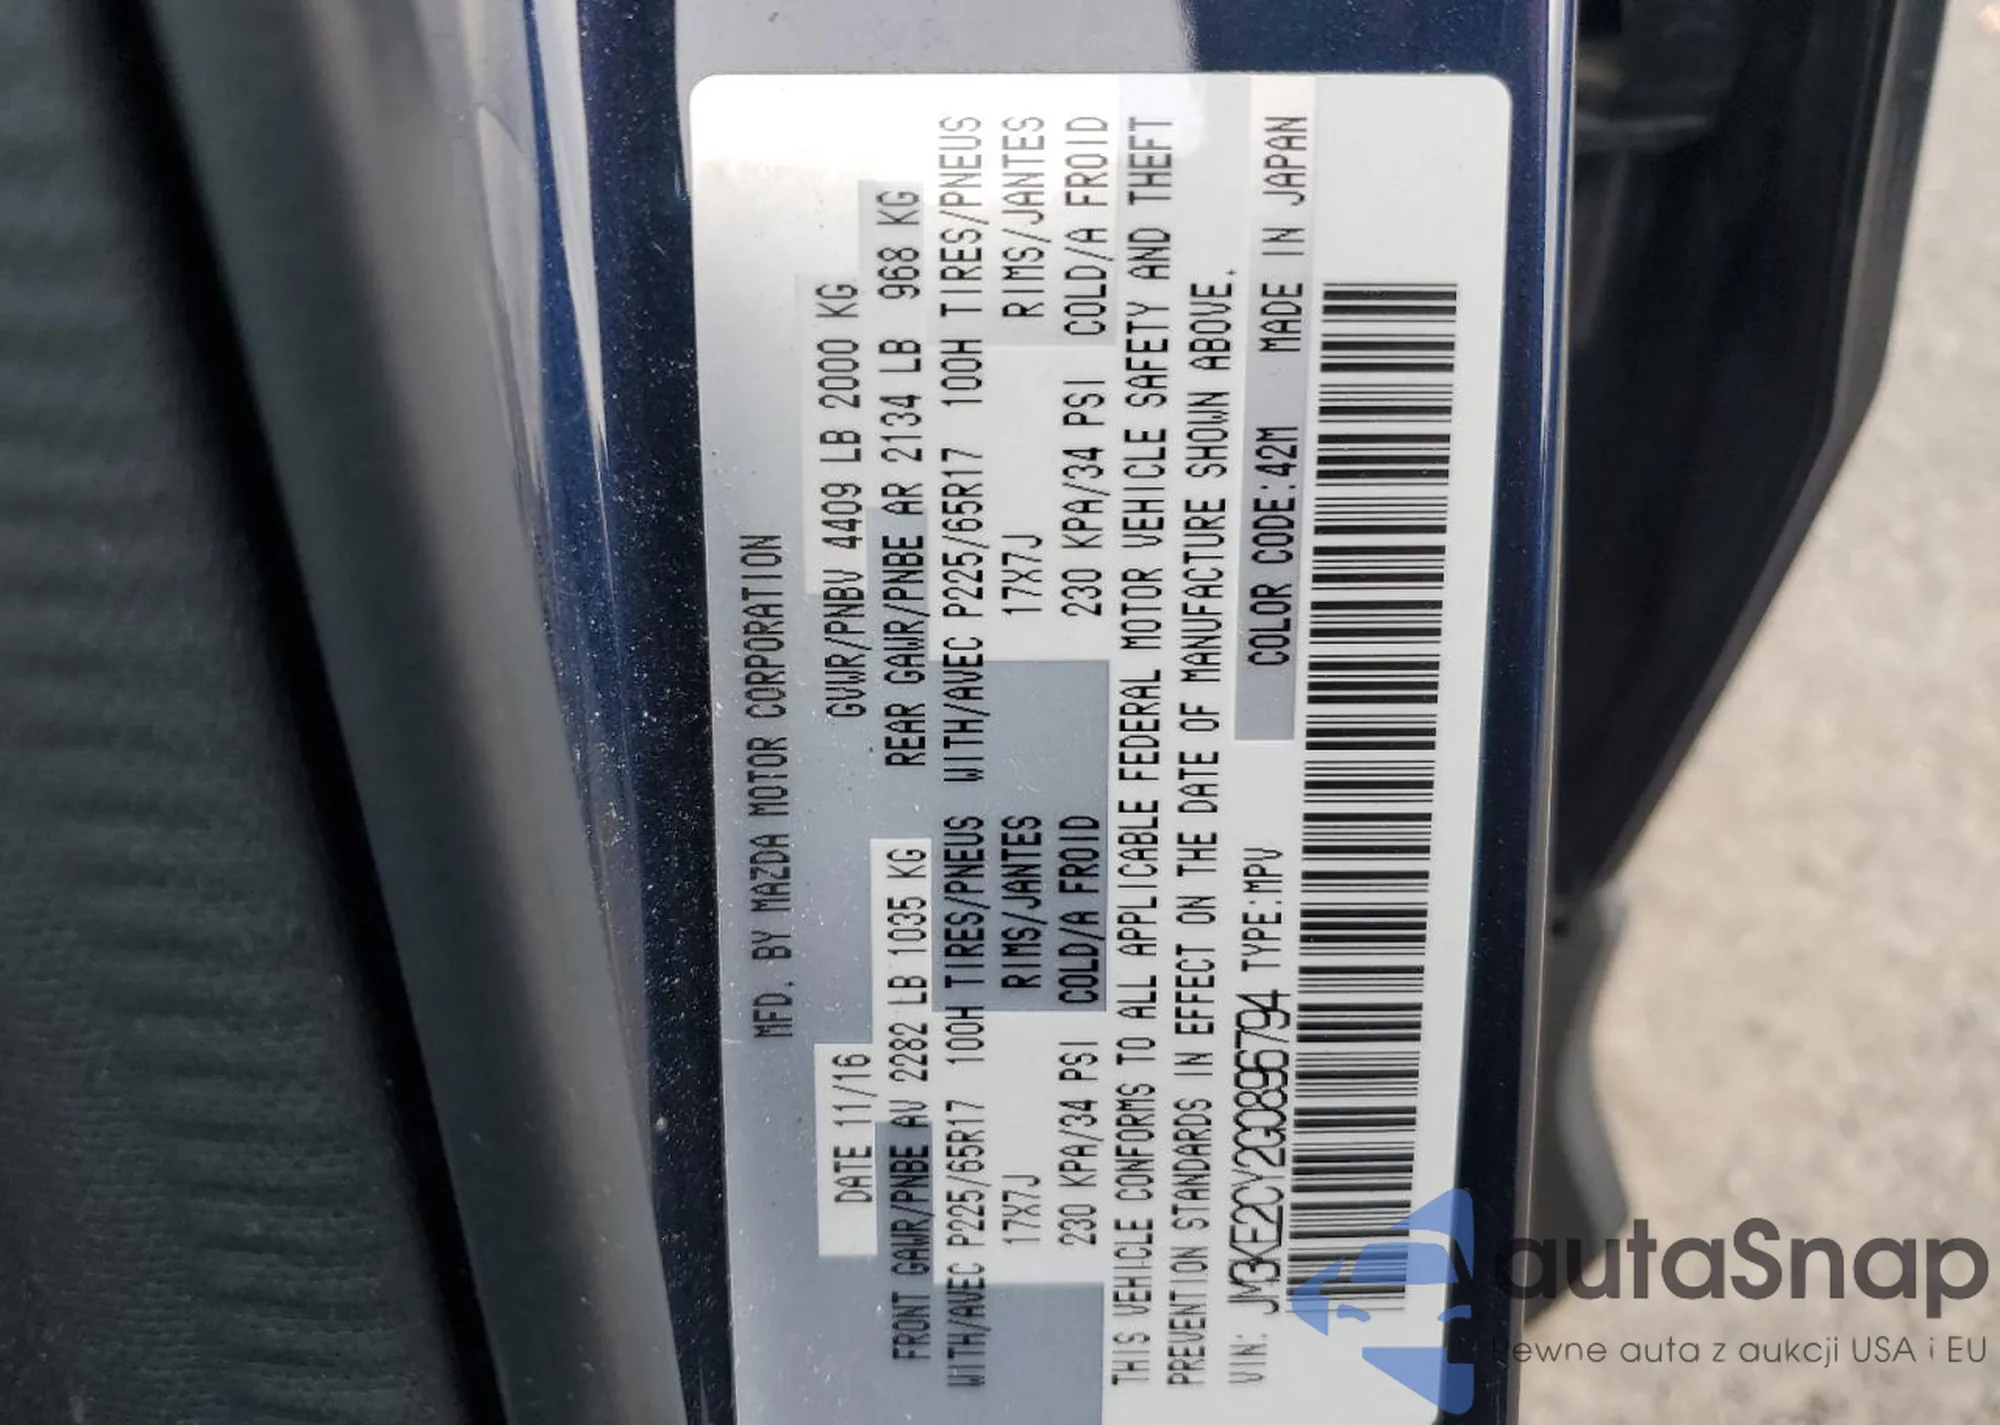 MFD. BY MAZDA MOTOR CORPORATION
DATE 11/16 GVWR/PNBV 4409 LB 2000 KG
FRONT GAWR/PNBE AV 2282 LB 1035 KG REAR GAWR/PNBE AR 2134 LB 968 KG
WITH/AVEC P225/65R17 100H TIRES/PNEUS WITH/AVEC P225/65R17 100H TIRES/PNEUS
17X7J RIMS/JANTES 17X7J RIMS/JANTES
230 KPA/34 PSI COLD/A FROID 230 KPA/34 PSI COLD/A FROID
THIS VEHICLE CONFORMS TO ALL APPLICABLE FEDERAL MOTOR VEHICLE SAFETY AND THEFT
PREVENTION STANDARDS IN EFFECT ON THE DATE OF MANUFACTURE SHOWN ABOVE.
VIN: JM3KE2CY2G0896794 TYPE:MPV COLOR CODE:42M MADE IN JAPAN
autoSnap
Pewne auta z aukcji USA i EU